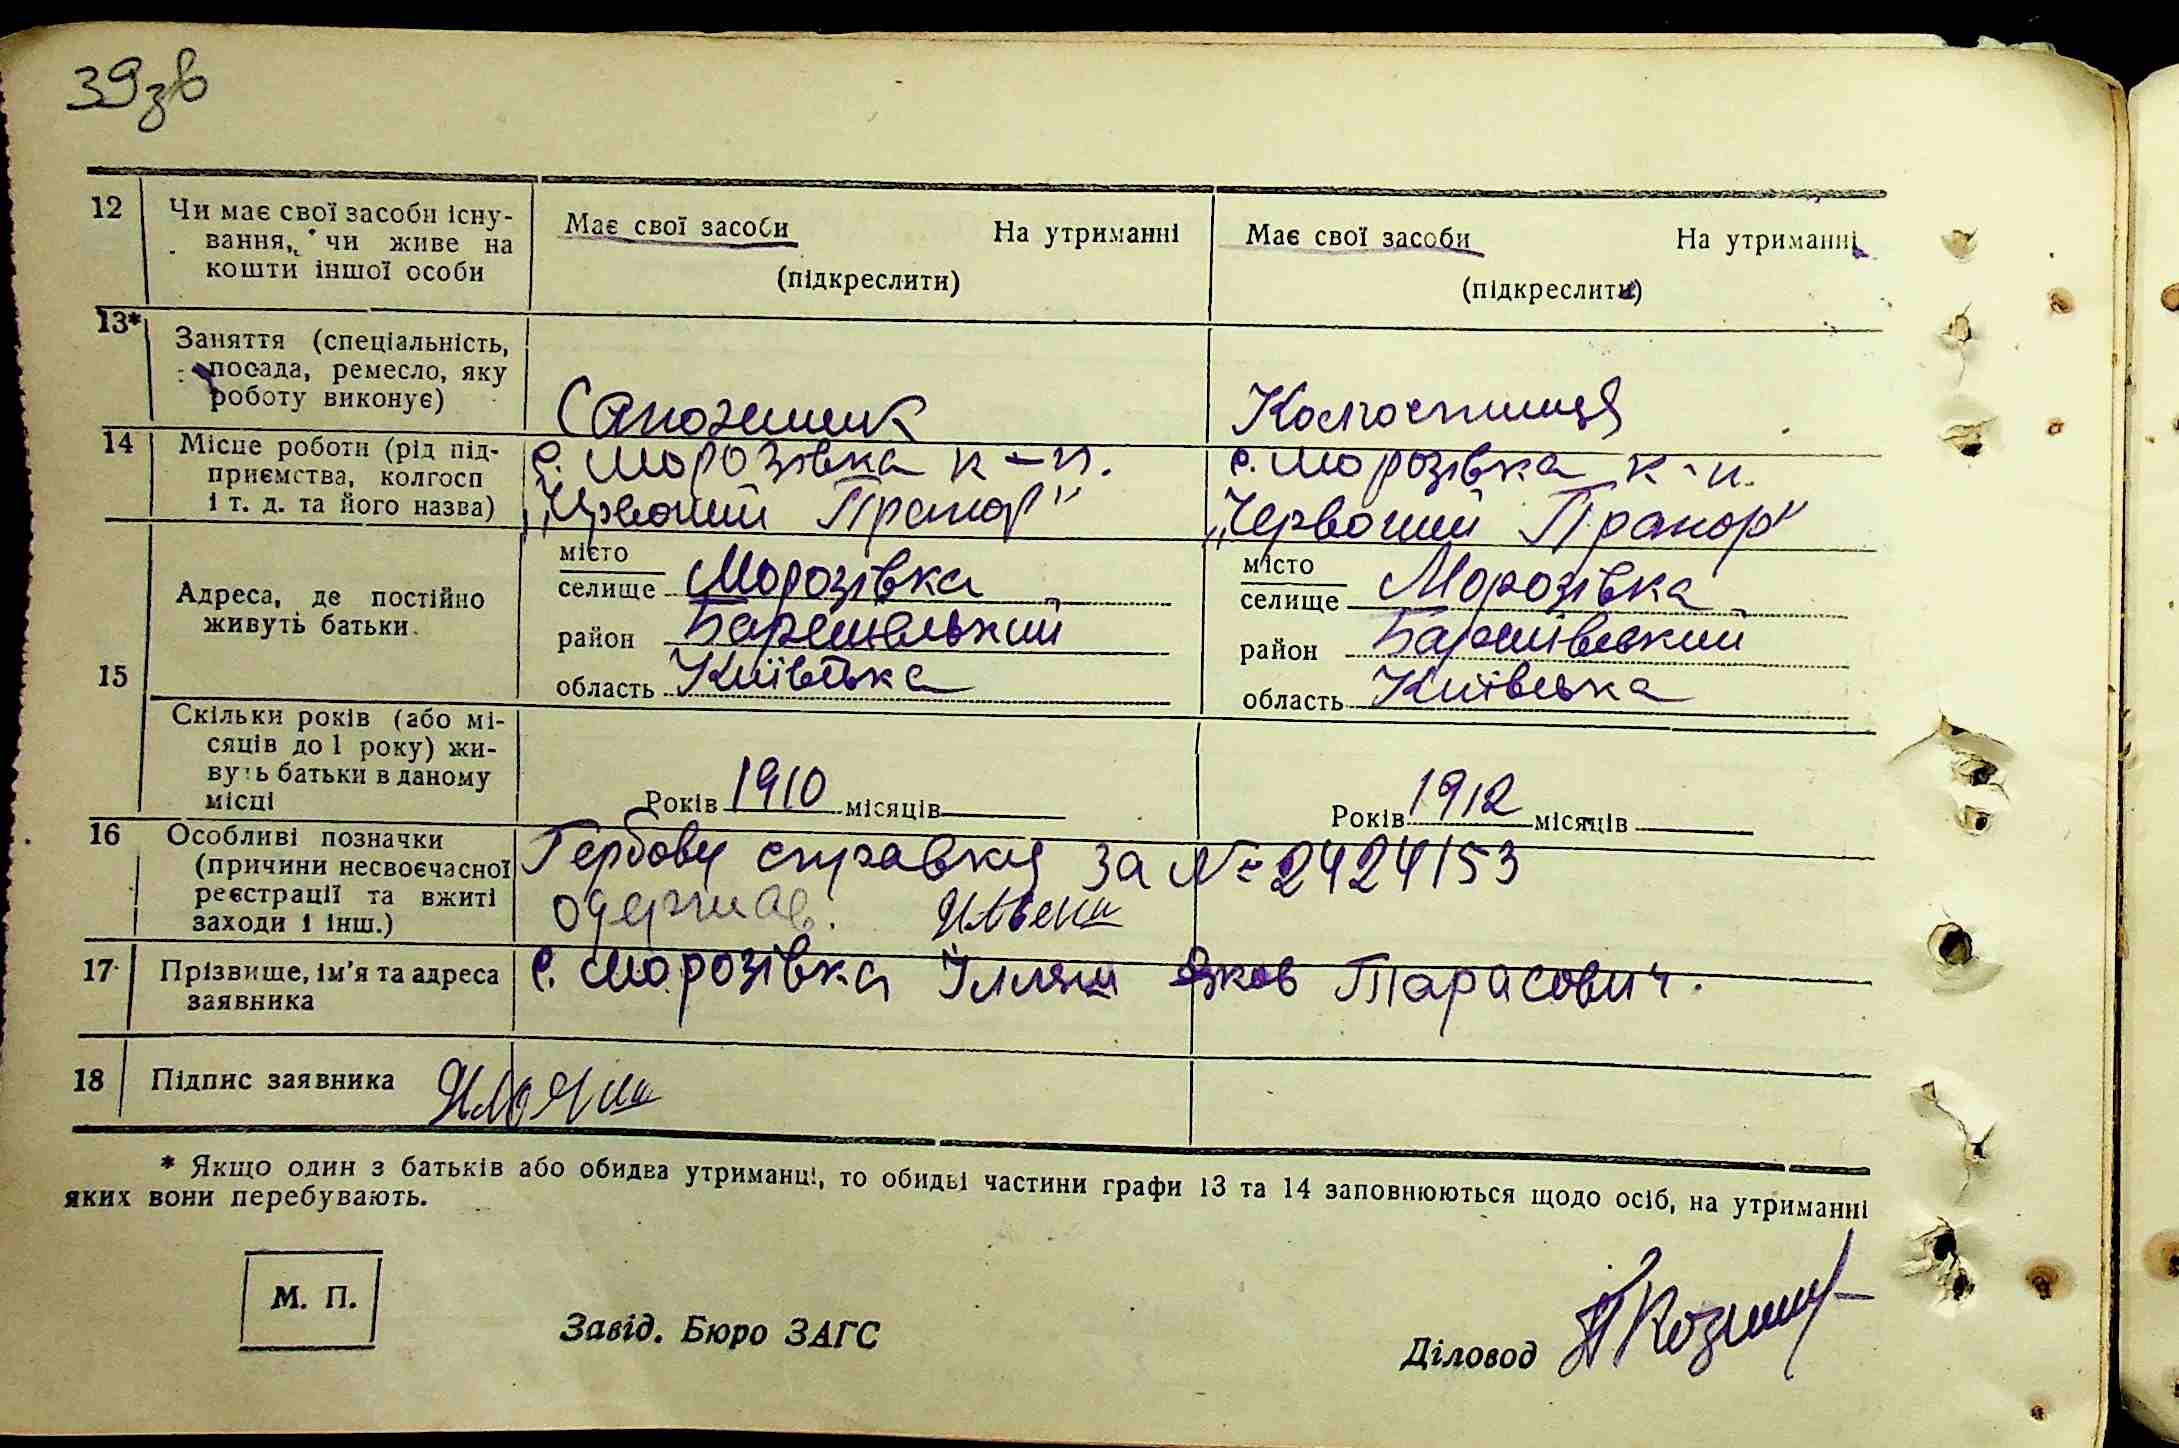 39зв
12 Чи має свої засоби існу-
вання, чи живе на
кошти іншої особи
Має свої засоби На утриманні
(підкреслити)
Має свої засоби На утриманні
(підкреслити)
13* Заняття (спеціальність,
посада, ремесло, яку
роботу виконує)
Сапожник
Колгоспниця
14 Місце роботи (рід під-
приємства, колгосп
і т. д. та його назва)
с. Морозівка к-п.
„Червоний Прапор"
с. Морозівка к-п.
„Червоний Прапор"
15 Адреса, де постійно
живуть батьки.
місто
селище Морозівка
район Баришівський
область Київська
місто
селище Морозівка
район Баришівський
область Київська
Скільки років (або мі-
сяців до 1 року) жи-
вуть батьки в даному
місці
Років 1910 місяців
Років 1912 місяців
16 Особливі позначки
(причини несвоєчасної
реєстрації та вжиті
заходи і інш.)
Гербову справку за № 2424153
одержав.
17 Прізвище, ім'я та адреса
заявника
с. Морозівка Ілляш Яков Тарасович.
18 Підпис заявника
* Якщо один з батьків або обидва утриманці, то обидві частини графи 13 та 14 заповнюються щодо осіб, на утриманні
яких вони перебувають.
М. П.
Завід. Бюро ЗАГС
Діловод